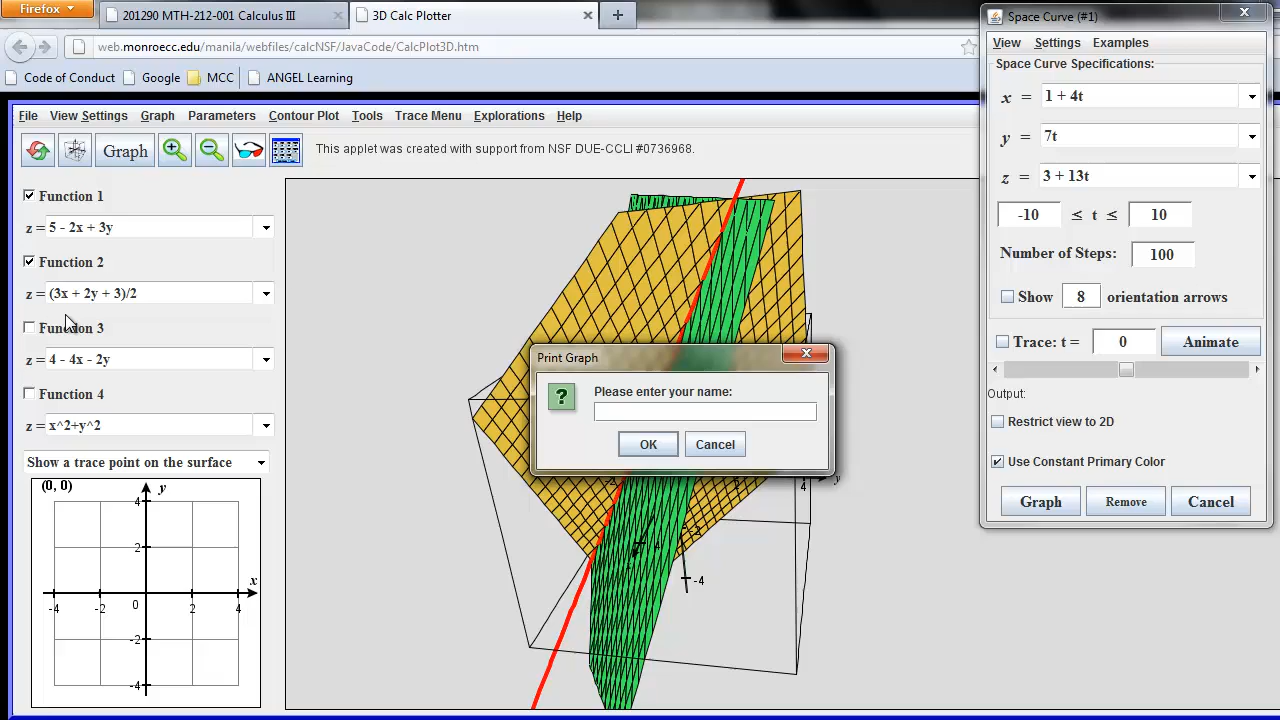 Firefox
201290 MTH-212-001 Calculus III
3D Calc Plotter
web.monroecc.edu/manila/webfiles/calcNSF/JavaCode/CalcPlot3D.htm
Code of Conduct
Google
MCC
ANGEL Learning
File View Settings Graph Parameters Contour Plot Tools Trace Menu Explorations Help
Graph
This applet was created with support from NSF DUE-CCLI #0736968.
Function 1
z = 5 - 2x + 3y
Function 2
z = (3x + 2y + 3)/2
Function 3
z = 4 - 4x - 2y
Function 4
z = x^2+y^2
Show a trace point on the surface
(0, 0)
y
4
2
x
-4 -2 0 2 4
-2
-4
Print Graph
Please enter your name:
?
OK Cancel
-2
4
y
4
-2
-4
Space Curve (#1)
View Settings Examples
Space Curve Specifications:
x = 1 + 4t
y = 7t
z = 3 + 13t
-10 ≤ t ≤ 10
Number of Steps: 100
Show 8 orientation arrows
Trace: t = 0 Animate
Output:
Restrict view to 2D
Use Constant Primary Color
Graph Remove Cancel